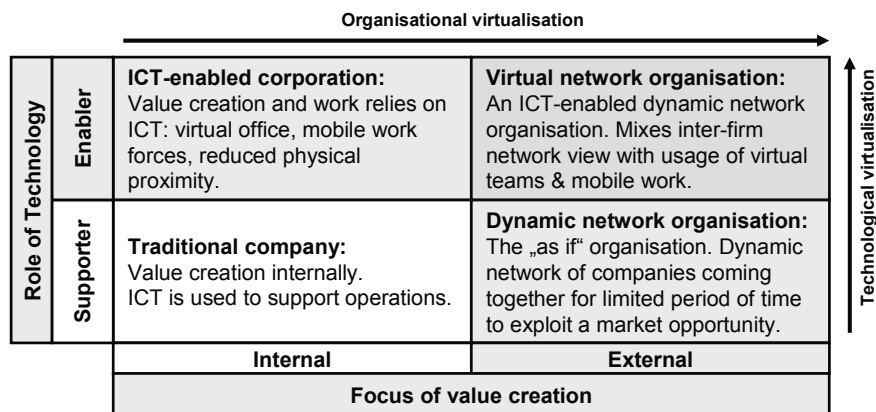 Organisational virtualisation
Role of Technology
Enabler
ICT-enabled corporation:
Value creation and work relies on
ICT: virtual office, mobile work
forces, reduced physical
proximity.
Virtual network organisation:
An ICT-enabled dynamic network
organisation. Mixes inter-firm
network view with usage of virtual
teams & mobile work.
Technological virtualisation
Supporter
Traditional company:
Value creation internally.
ICT is used to support operations.
Dynamic network organisation:
The „as if“ organisation. Dynamic
network of companies coming
together for limited period of time
to exploit a market opportunity.
Internal
External
Focus of value creation